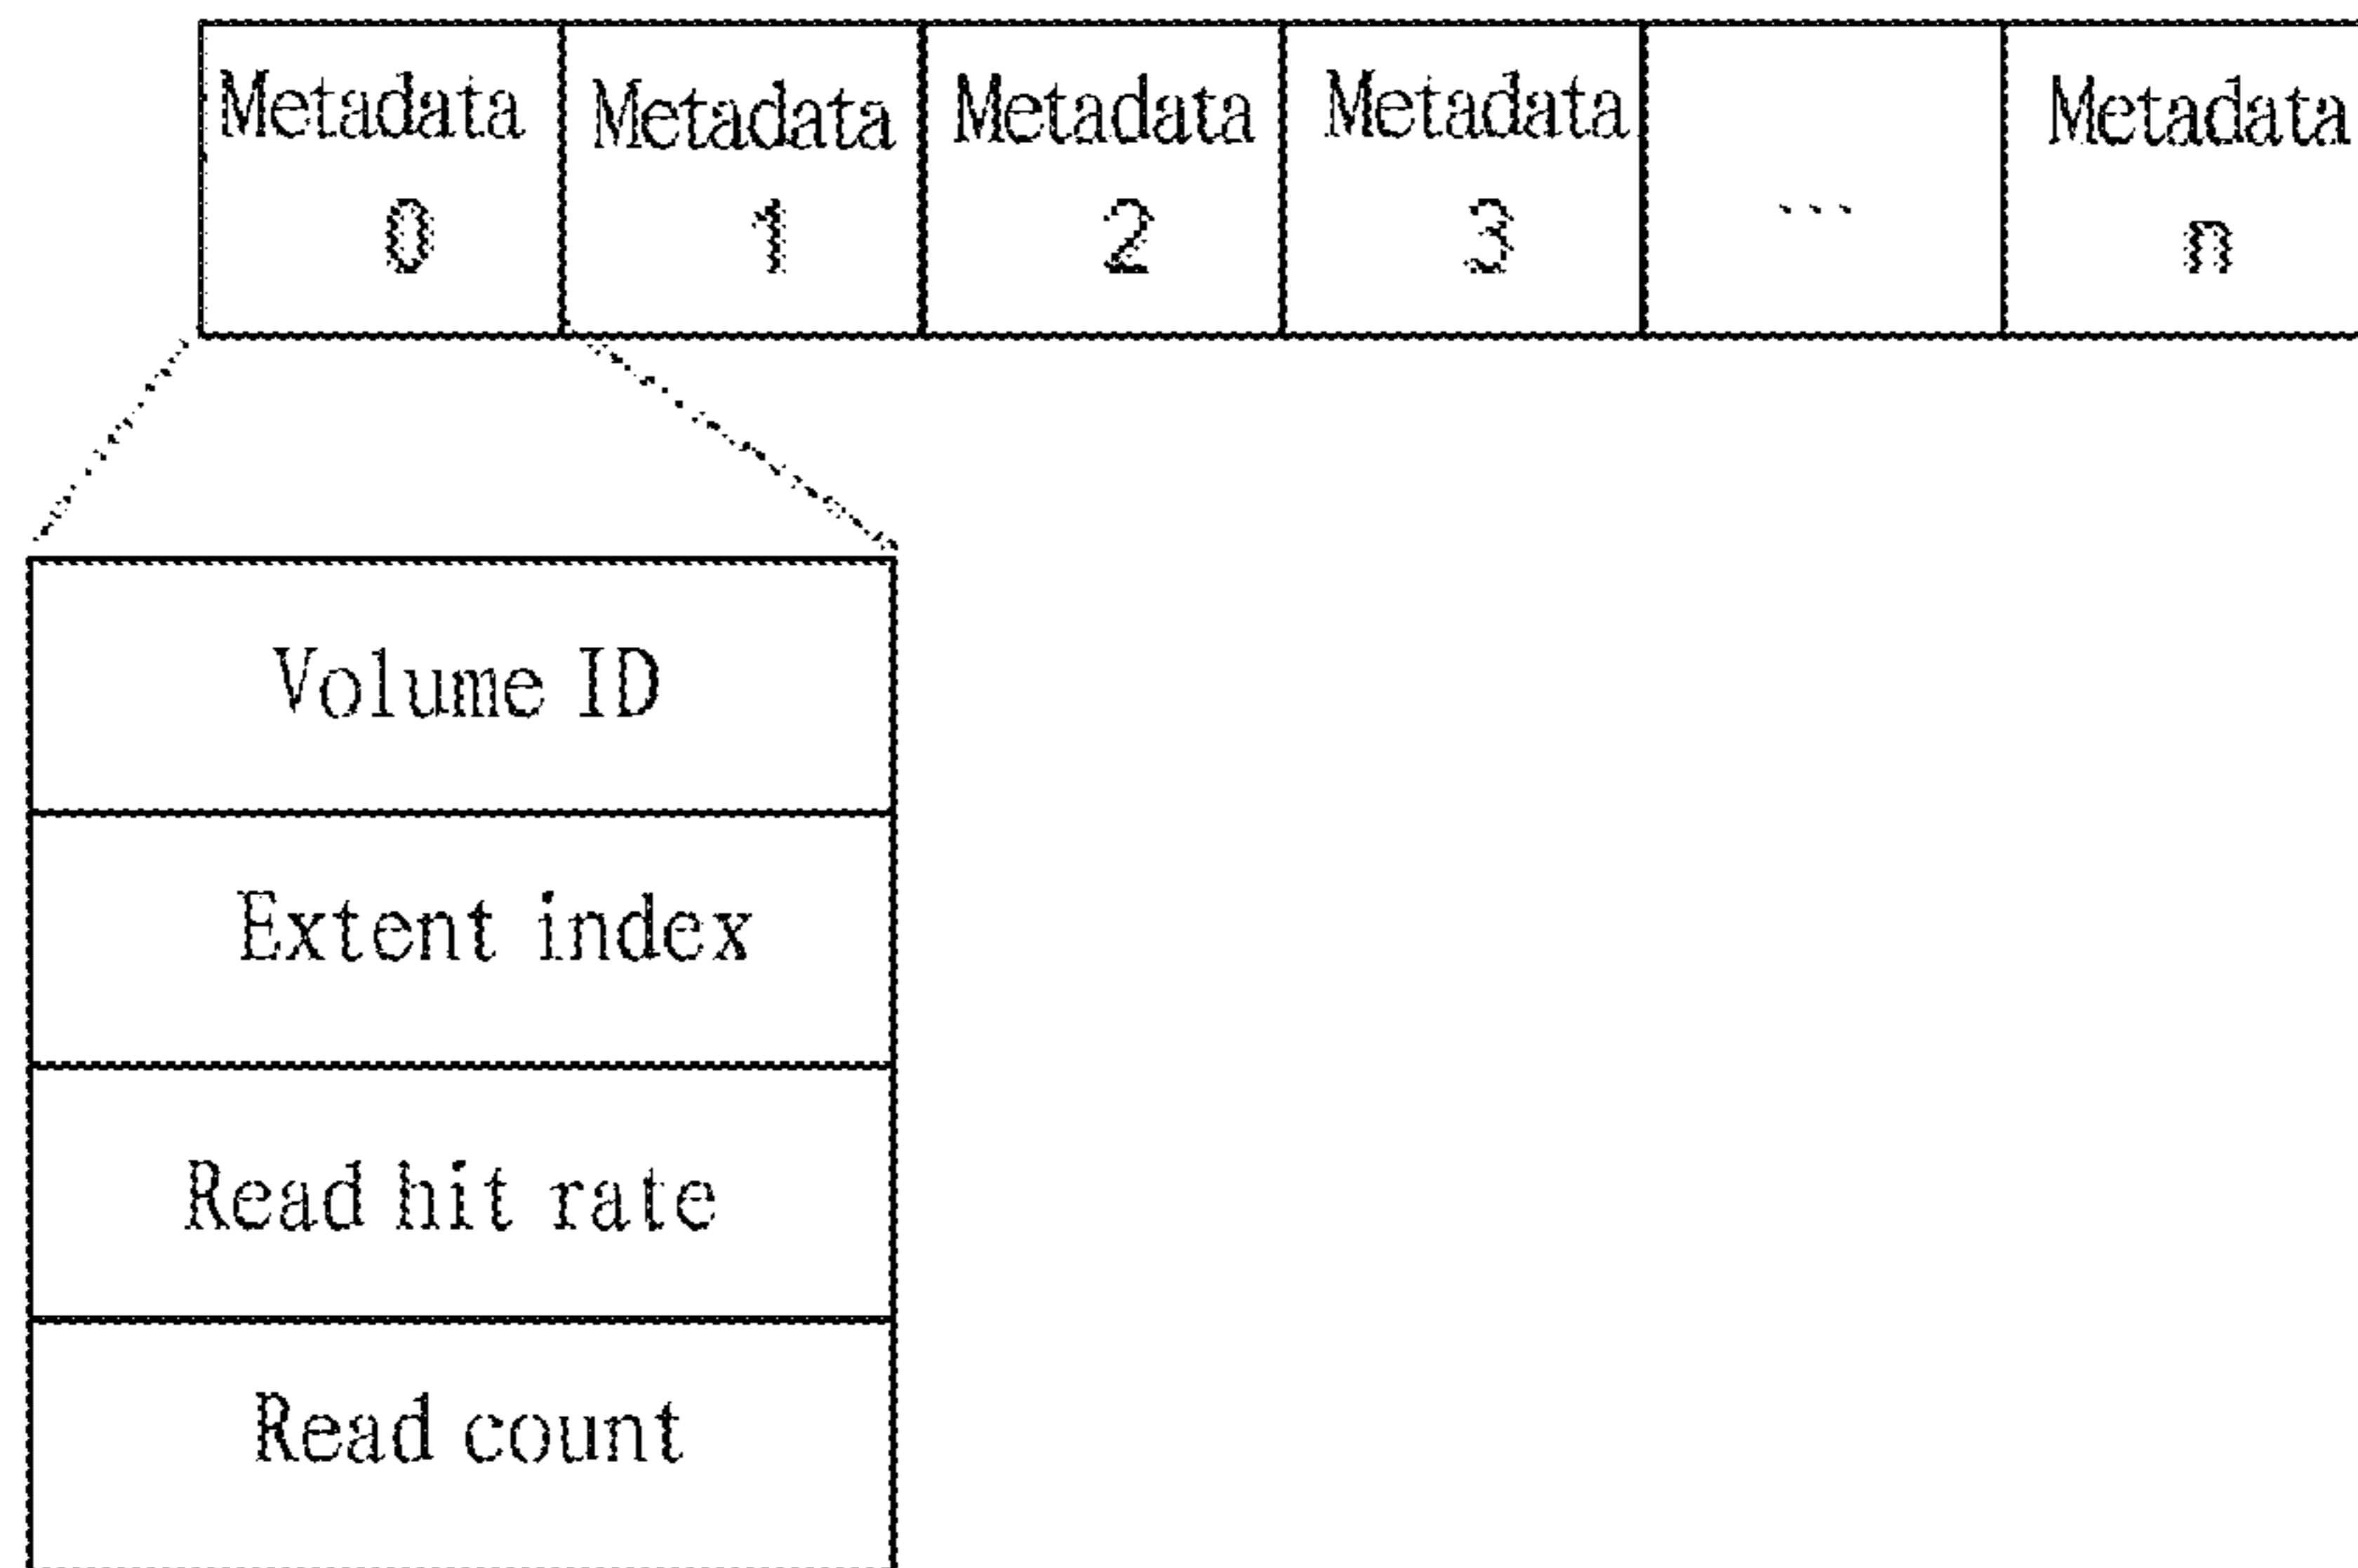 Metadata Metadata Metadata Metadata ... Metadata
0 1 2 3 n
Volume ID
Extent index
Read hit rate
Read count